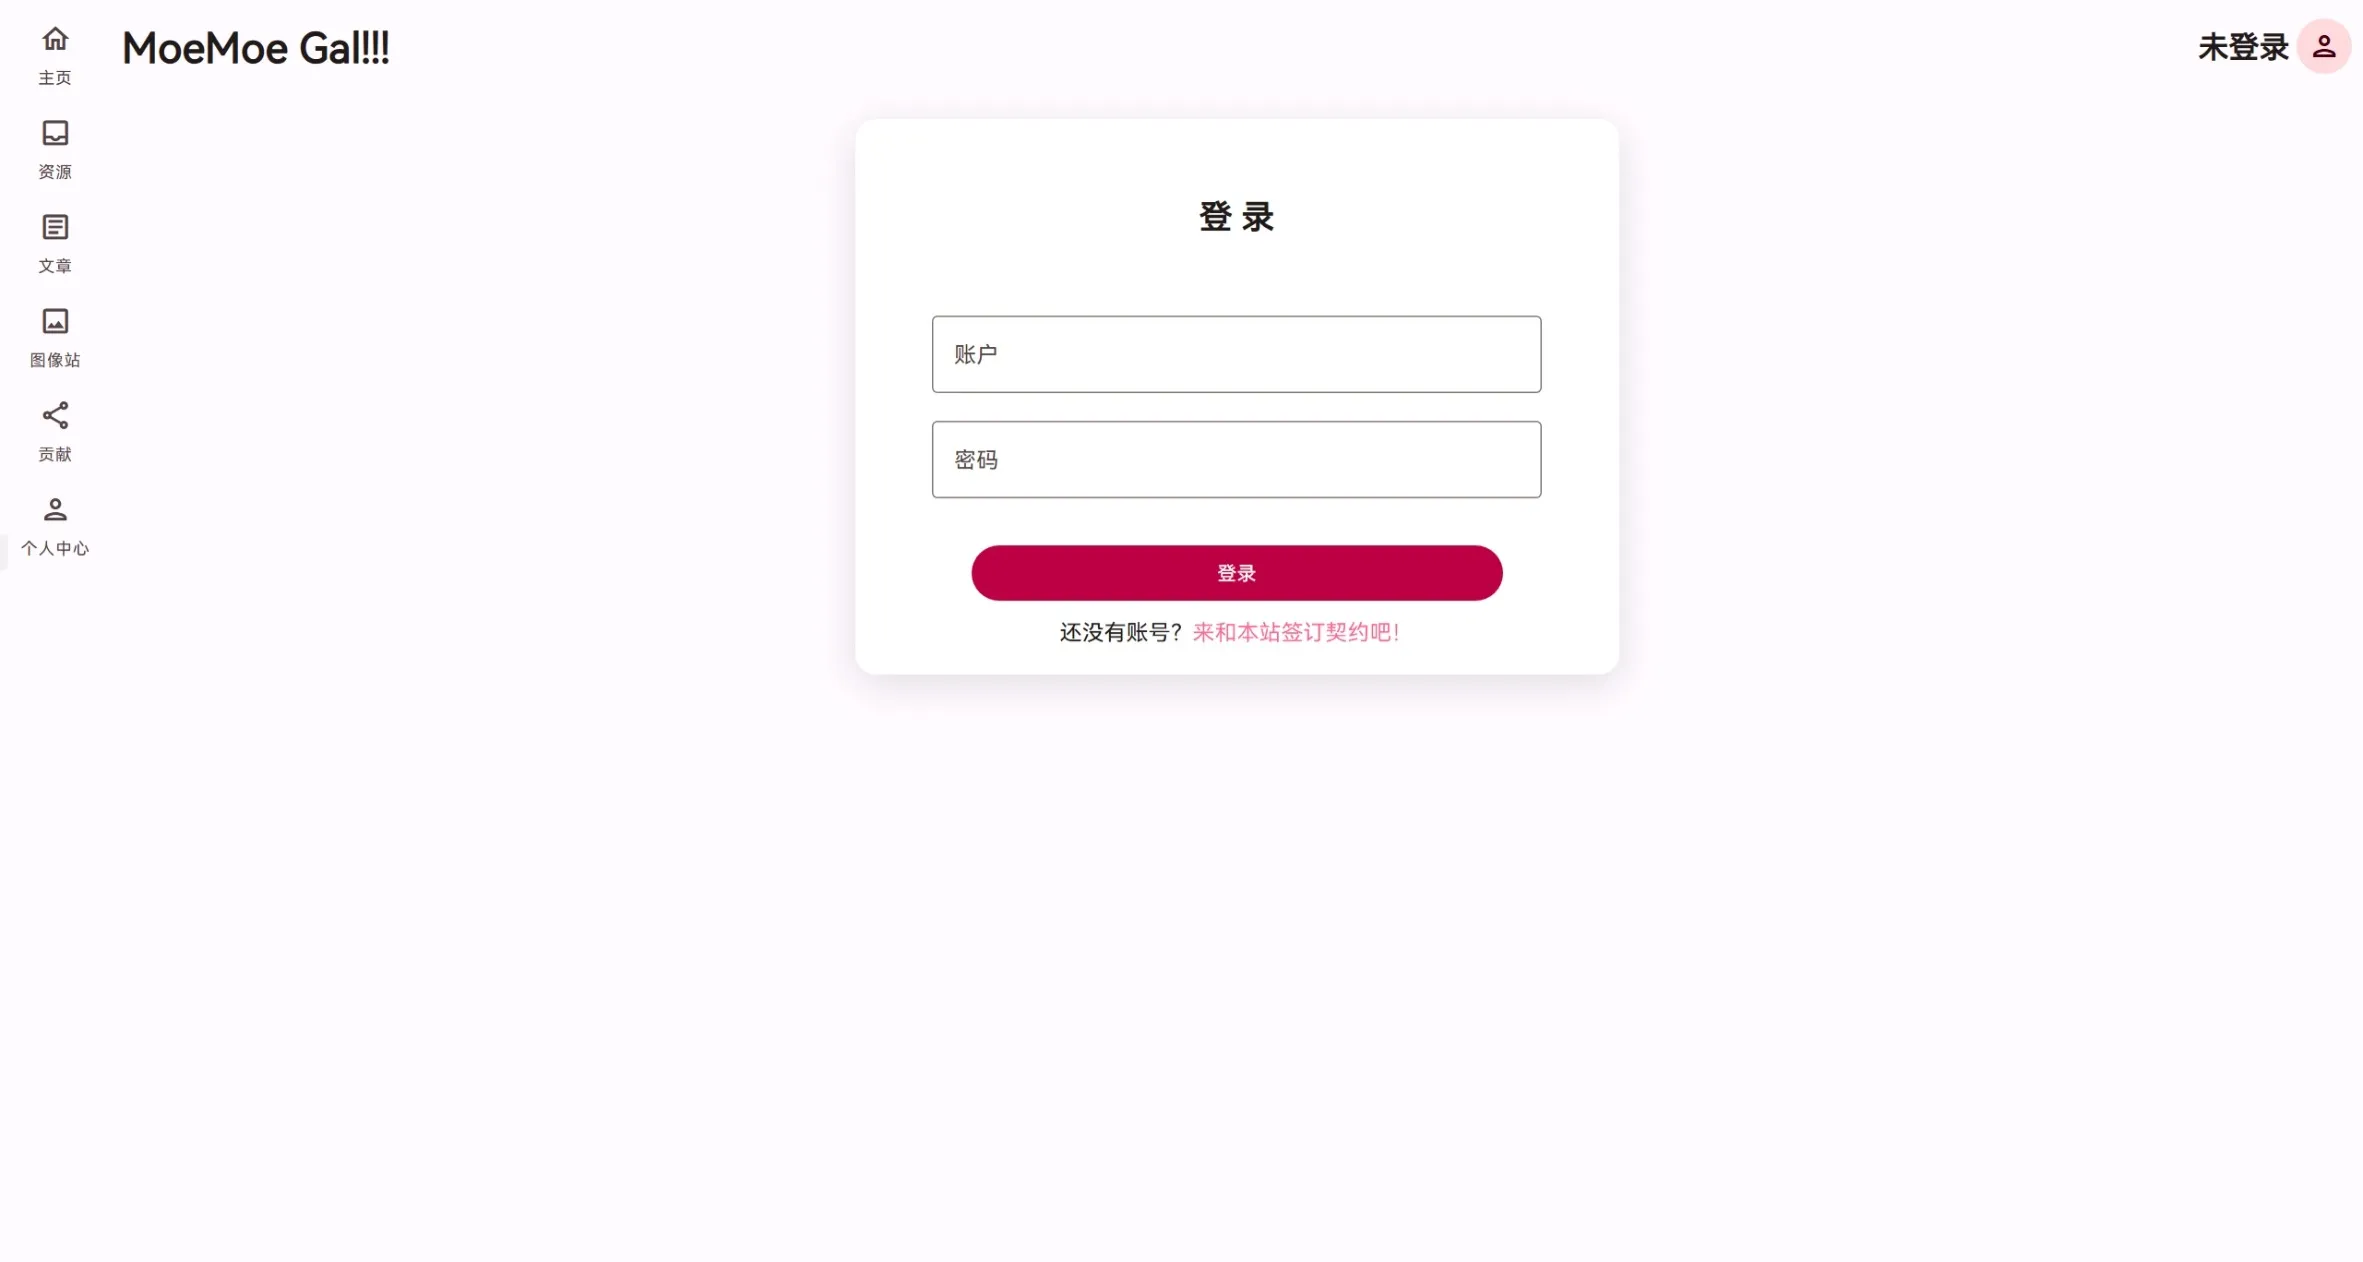 主页
资源
文章
图像站
贡献
个人中心
MoeMoe Gal!!!
未登录
登 录
账户
密码
登录
还没有账号？来和本站签订契约吧！